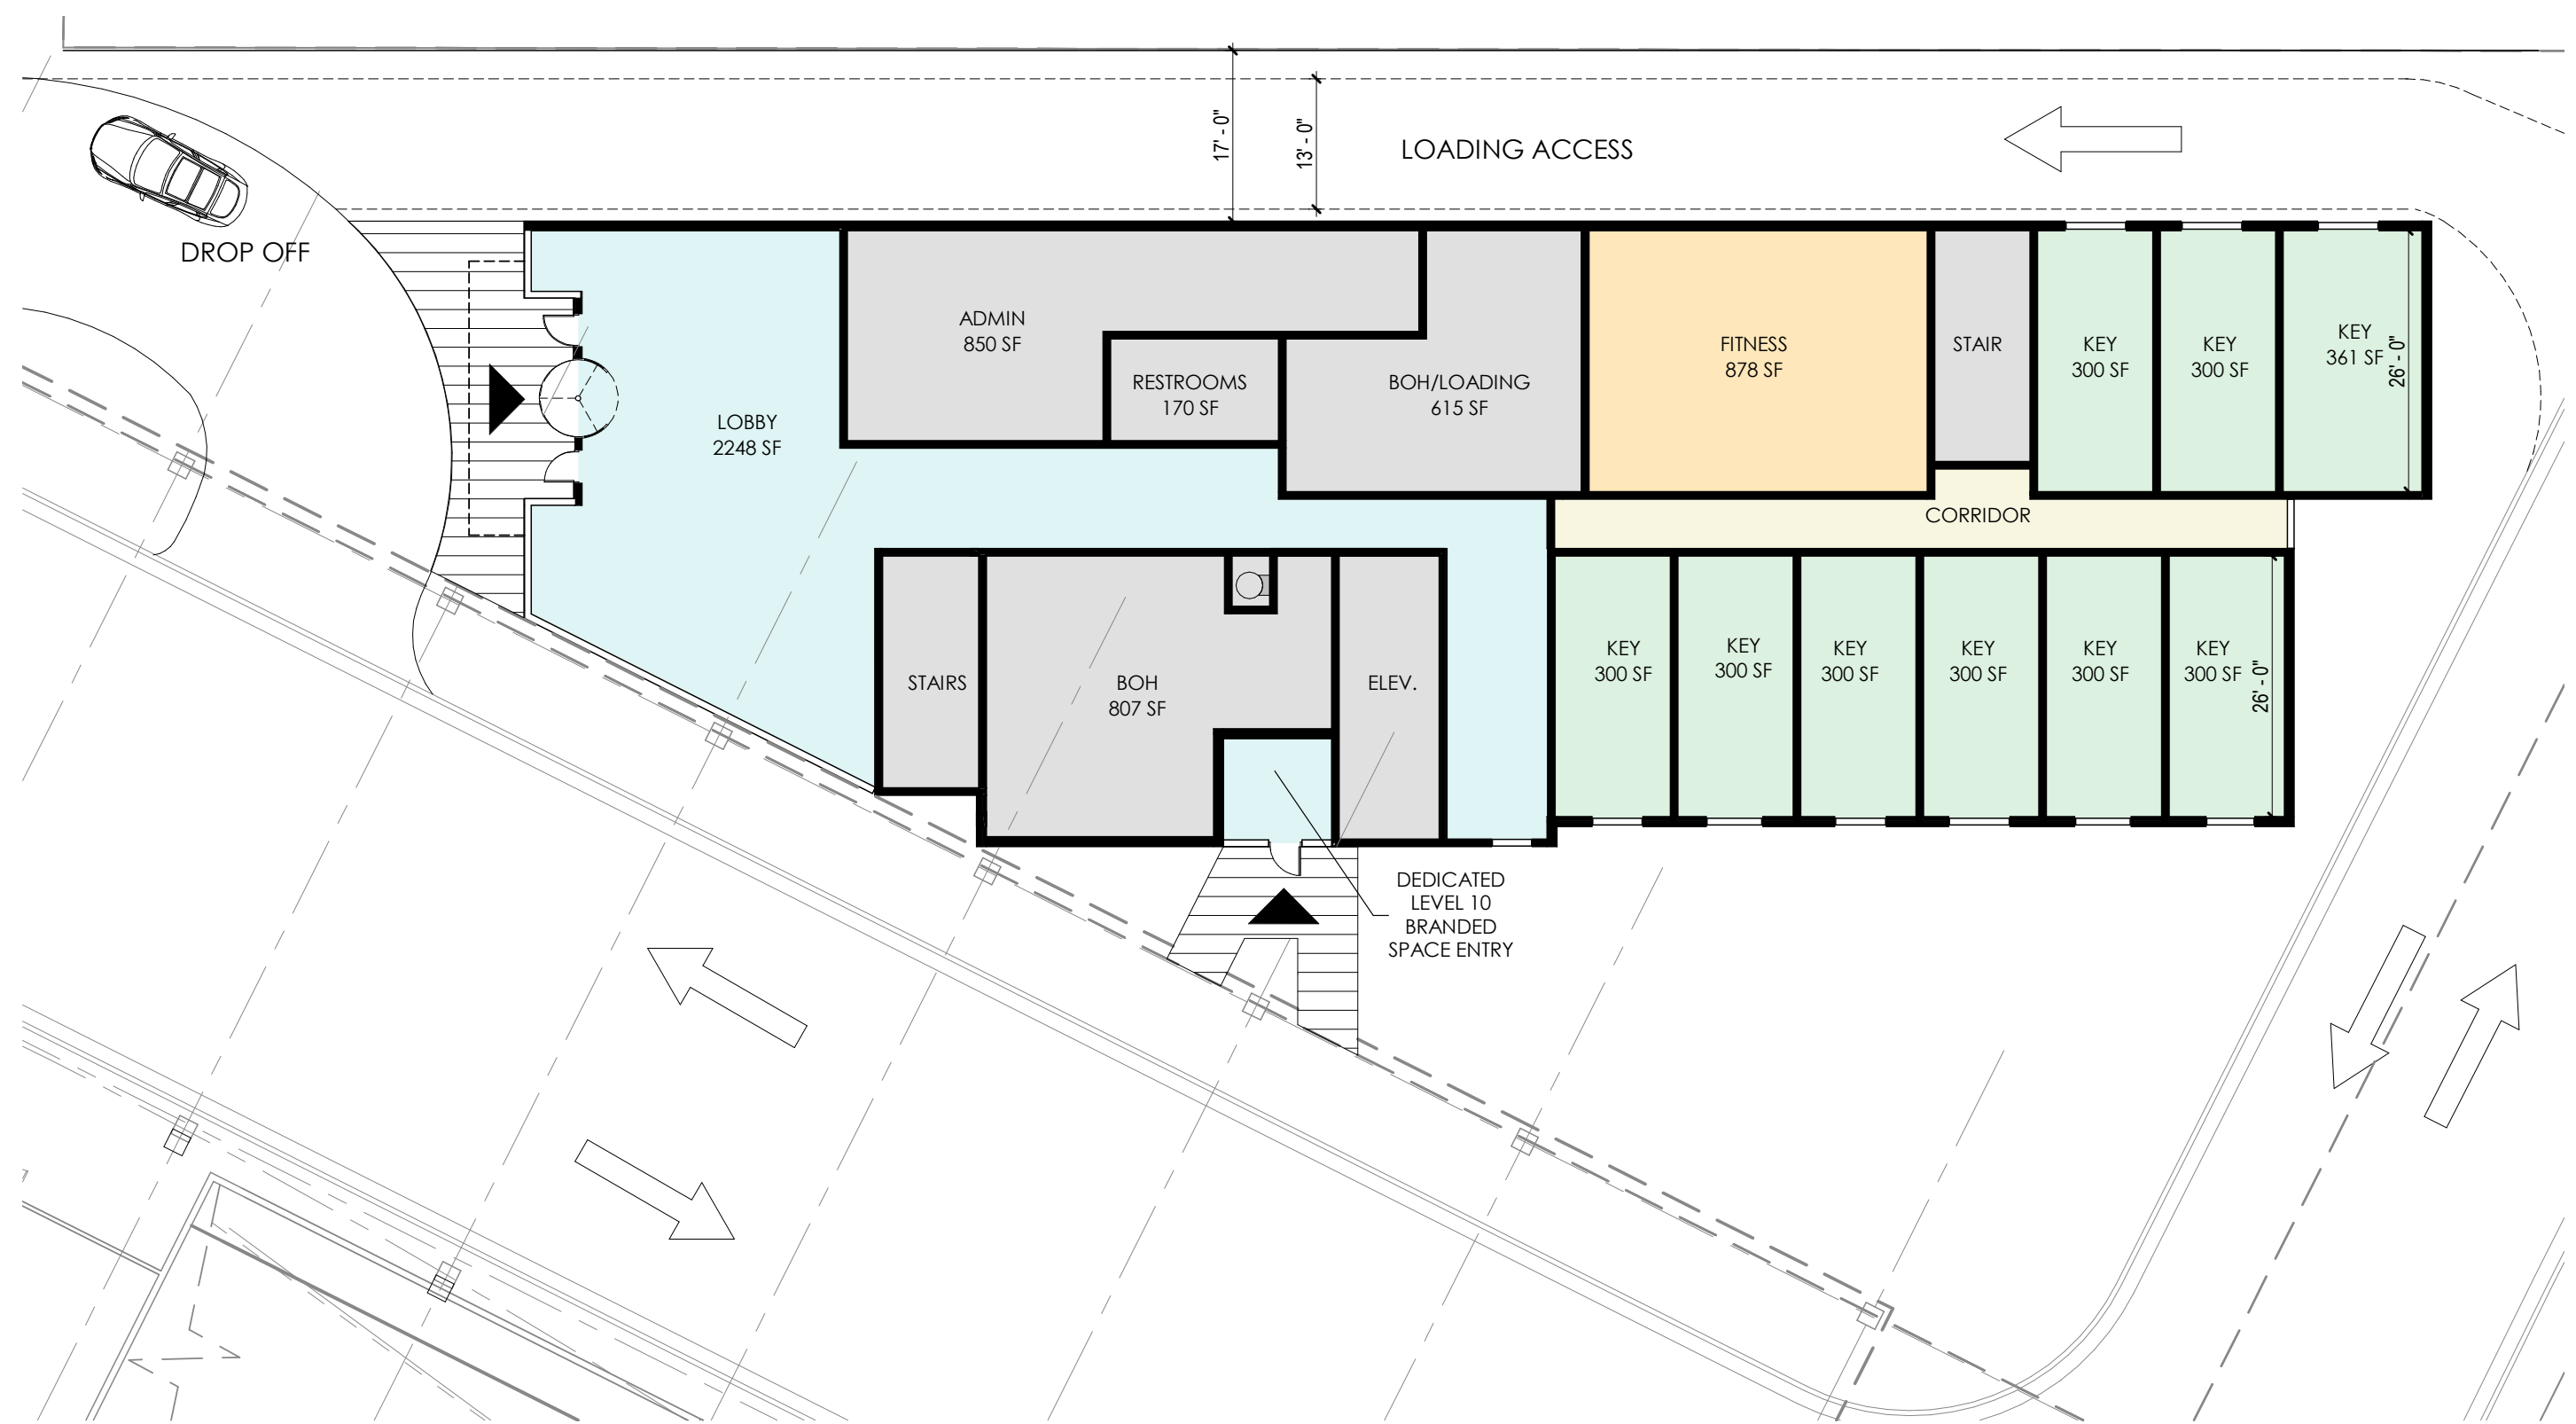 17' - 0"
13' - 0"
LOADING ACCESS
DROP OFF
ADMIN
850 SF
RESTROOMS
170 SF
BOH/LOADING
615 SF
FITNESS
878 SF
STAIR
KEY
300 SF
KEY
300 SF
KEY
361 SF
26' - 0"
LOBBY
2248 SF
CORRIDOR
STAIRS
BOH
807 SF
ELEV.
KEY
300 SF
KEY
300 SF
KEY
300 SF
KEY
300 SF
KEY
300 SF
KEY
300 SF
26' - 0"
DEDICATED
LEVEL 10
BRANDED
SPACE ENTRY